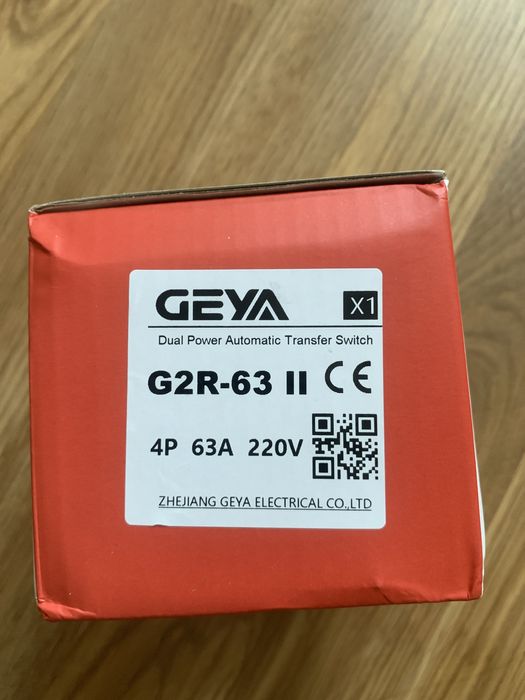 GEYA X1
Dual Power Automatic Transfer Switch
G2R-63 II CE
4P 63A 220V
ZHEJIANG GEYA ELECTRICAL CO.,LTD